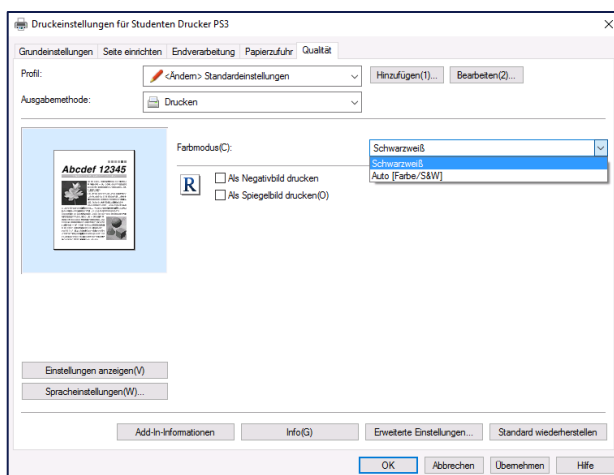 Druckeinstellungen für Studenten Drucker PS3
Grundeinstellungen Seite einrichten Endverarbeitung Papierzufuhr Qualität
Profil: <Ändern> Standardeinstellungen Hinzufügen(1)... Bearbeiten(2)...
Ausgabemethode: Drucken
Farbmodus(C): Schwarzweiß
Schwarzweiß
Auto [Farbe/S&W]
Abcdef 12345
R Als Negativbild drucken
Als Spiegelbild drucken(O)
Einstellungen anzeigen(V)
Spracheinstellungen(W)...
Add-In-Informationen Info(G) Erweiterte Einstellungen... Standard wiederherstellen
OK Abbrechen Übernehmen Hilfe